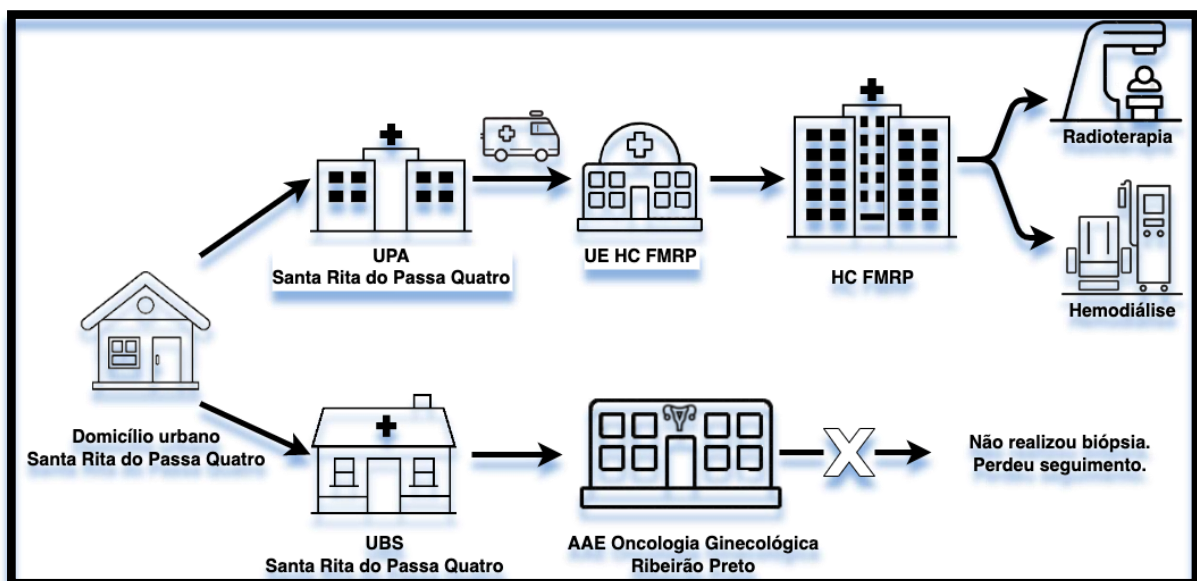 Radioterapia
UPA
Santa Rita do Passa Quatro
UE HC FMRP
HC FMRP
Hemodiálise
Domicílio urbano
Santa Rita do Passa Quatro
UBS
Santa Rita do Passa Quatro
AAE Oncologia Ginecológica
Ribeirão Preto
X
Não realizou biópsia.
Perdeu seguimento.